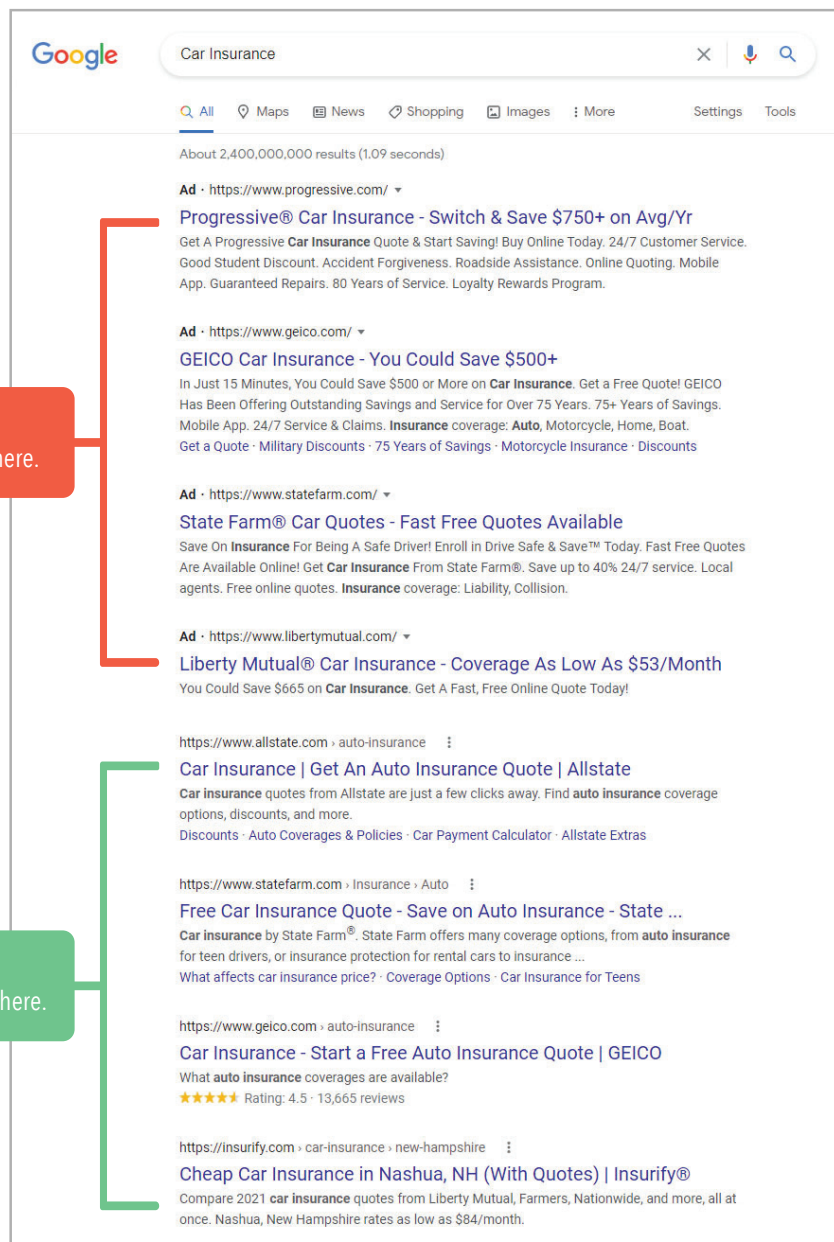 Google
Car Insurance
All Maps News Shopping Images More Settings Tools
About 2,400,000,000 results (1.09 seconds)
Ad · https://www.progressive.com/
Progressive® Car Insurance - Switch & Save $750+ on Avg/Yr
Get A Progressive Car Insurance Quote & Start Saving! Buy Online Today. 24/7 Customer Service.
Good Student Discount. Accident Forgiveness. Roadside Assistance. Online Quoting. Mobile
App. Guaranteed Repairs. 80 Years of Service. Loyalty Rewards Program.
Ad · https://www.geico.com/
GEICO Car Insurance - You Could Save $500+
In Just 15 Minutes, You Could Save $500 or More on Car Insurance. Get a Free Quote! GEICO
Has Been Offering Outstanding Savings and Service for Over 75 Years. 75+ Years of Savings.
Mobile App. 24/7 Service & Claims. Insurance coverage: Auto, Motorcycle, Home, Boat.
Get a Quote · Military Discounts · 75 Years of Savings · Motorcycle Insurance · Discounts
here.
Ad · https://www.statefarm.com/
State Farm® Car Quotes - Fast Free Quotes Available
Save On Insurance For Being A Safe Driver! Enroll in Drive Safe & Save™ Today. Fast Free Quotes
Are Available Online! Get Car Insurance From State Farm®. Save up to 40% 24/7 service. Local
agents. Free online quotes. Insurance coverage: Liability, Collision.
Ad · https://www.libertymutual.com/
Liberty Mutual® Car Insurance - Coverage As Low As $53/Month
You Could Save $665 on Car Insurance. Get A Fast, Free Online Quote Today!
https://www.allstate.com › auto-insurance
Car Insurance | Get An Auto Insurance Quote | Allstate
Car insurance quotes from Allstate are just a few clicks away. Find auto insurance coverage
options, discounts, and more.
Discounts · Auto Coverages & Policies · Car Payment Calculator · Allstate Extras
https://www.statefarm.com › Insurance › Auto
Free Car Insurance Quote - Save on Auto Insurance - State ...
Car insurance by State Farm®. State Farm offers many coverage options, from auto insurance
for teen drivers, or insurance protection for rental cars to insurance ...
What affects car insurance price? · Coverage Options · Car Insurance for Teens
here.
https://www.geico.com › auto-insurance
Car Insurance - Start a Free Auto Insurance Quote | GEICO
What auto insurance coverages are available?
Rating: 4.5 · 13,665 reviews
https://insurify.com › car-insurance › new-hampshire
Cheap Car Insurance in Nashua, NH (With Quotes) | Insurify®
Compare 2021 car insurance quotes from Liberty Mutual, Farmers, Nationwide, and more, all at
once. Nashua, New Hampshire rates as low as $84/month.